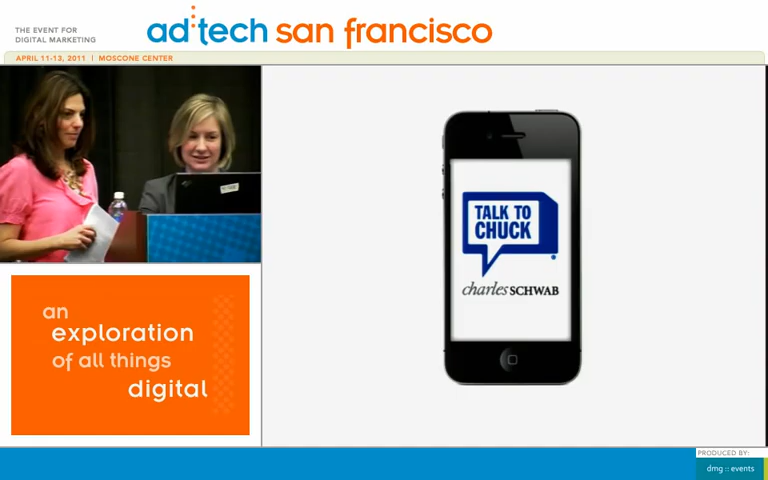 THE EVENT FOR
DIGITAL MARKETING
ad:tech san francisco
APRIL 11-13, 2011 | MOSCONE CENTER
TALK TO
CHUCK
charles SCHWAB
an
exploration
of all things
digital
PRODUCED BY:
dmg :: events